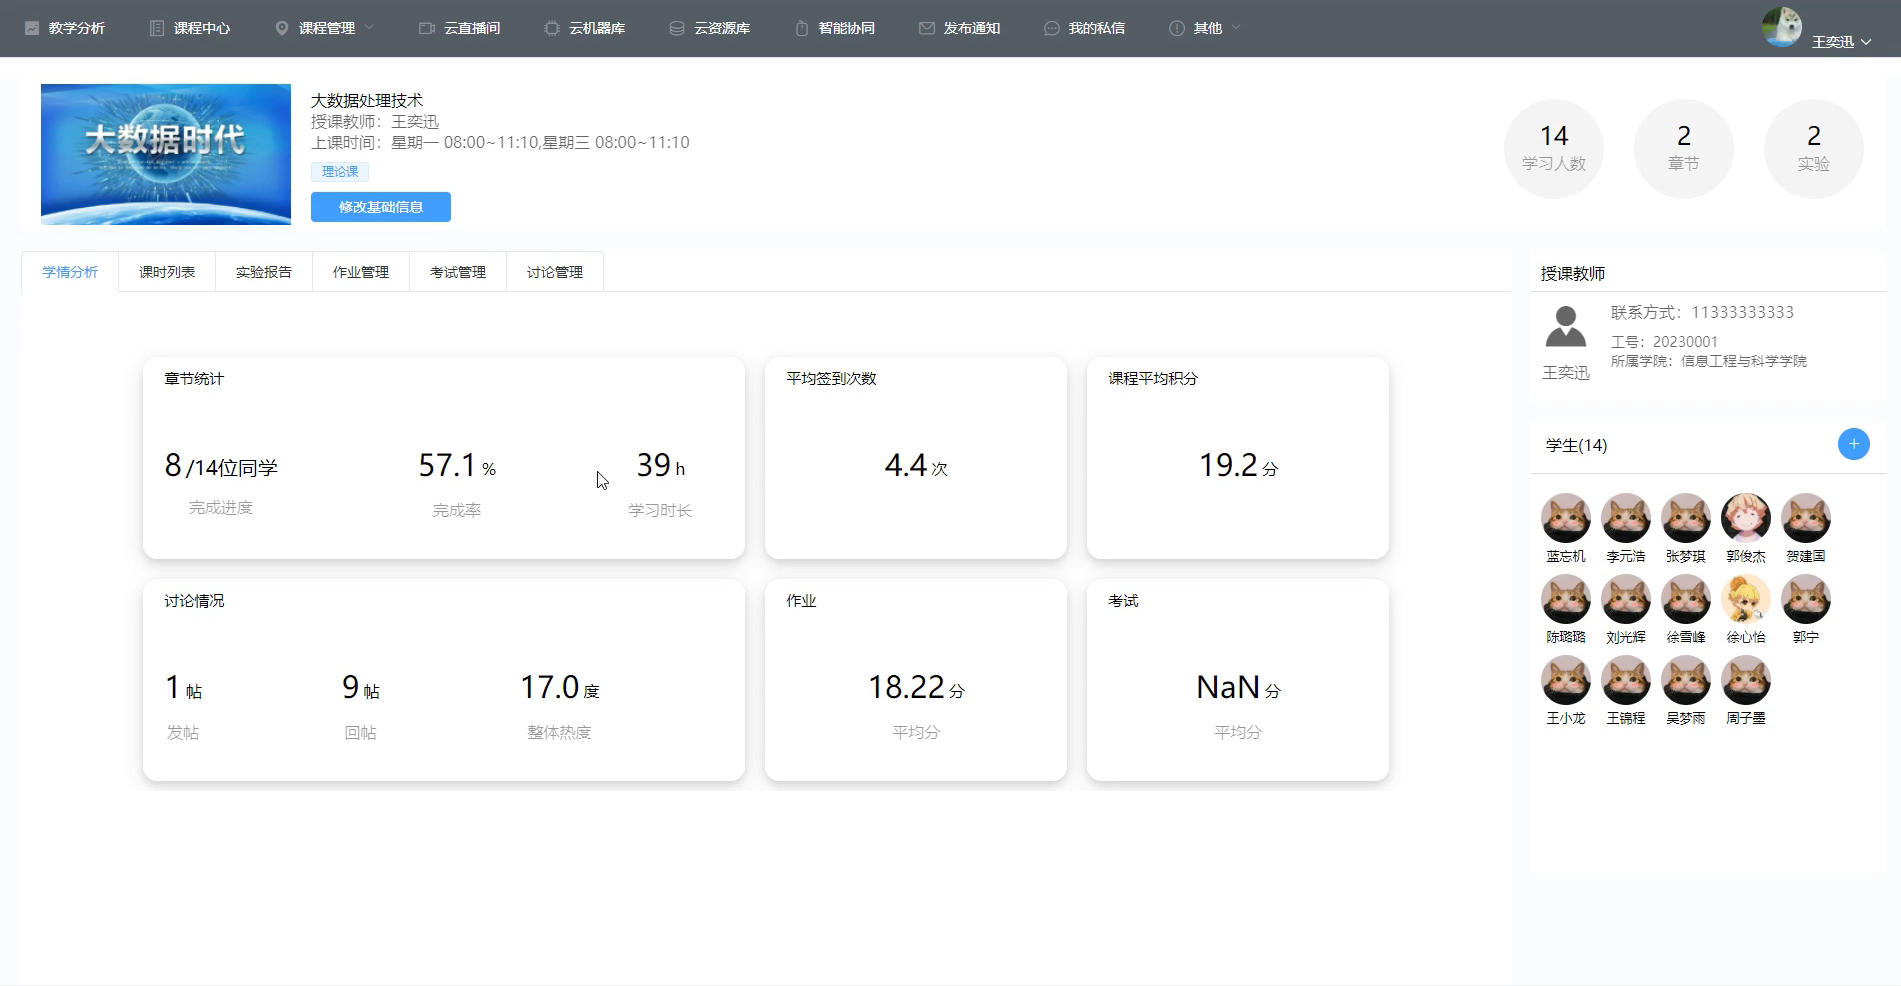 教学分析
课程中心
课程管理
云直播间
云机器库
云资源库
智能协同
发布通知
我的私信
其他
王奕迅
大数据时代
大数据处理技术
授课教师：王奕迅
上课时间：星期一 08:00~11:10,星期三 08:00~11:10
理论课
修改基础信息
14
学习人数
2
章节
2
实验
学情分析
课时列表
实验报告
作业管理
考试管理
讨论管理
章节统计
8 /14位同学
完成进度
57.1 %
完成率
39 h
学习时长
平均签到次数
4.4 次
课程平均积分
19.2 分
讨论情况
1 帖
发帖
9 帖
回帖
17.0 度
整体热度
作业
18.22 分
平均分
考试
NaN 分
平均分
授课教师
王奕迅
联系方式：11333333333
工号：20230001
所属学院：信息工程与科学学院
学生(14)
蓝忘机
李元浩
张梦琪
郭俊杰
贺建国
陈璐璐
刘光辉
徐雪峰
徐心怡
郭宁
王小龙
王锦程
吴梦雨
周子墨